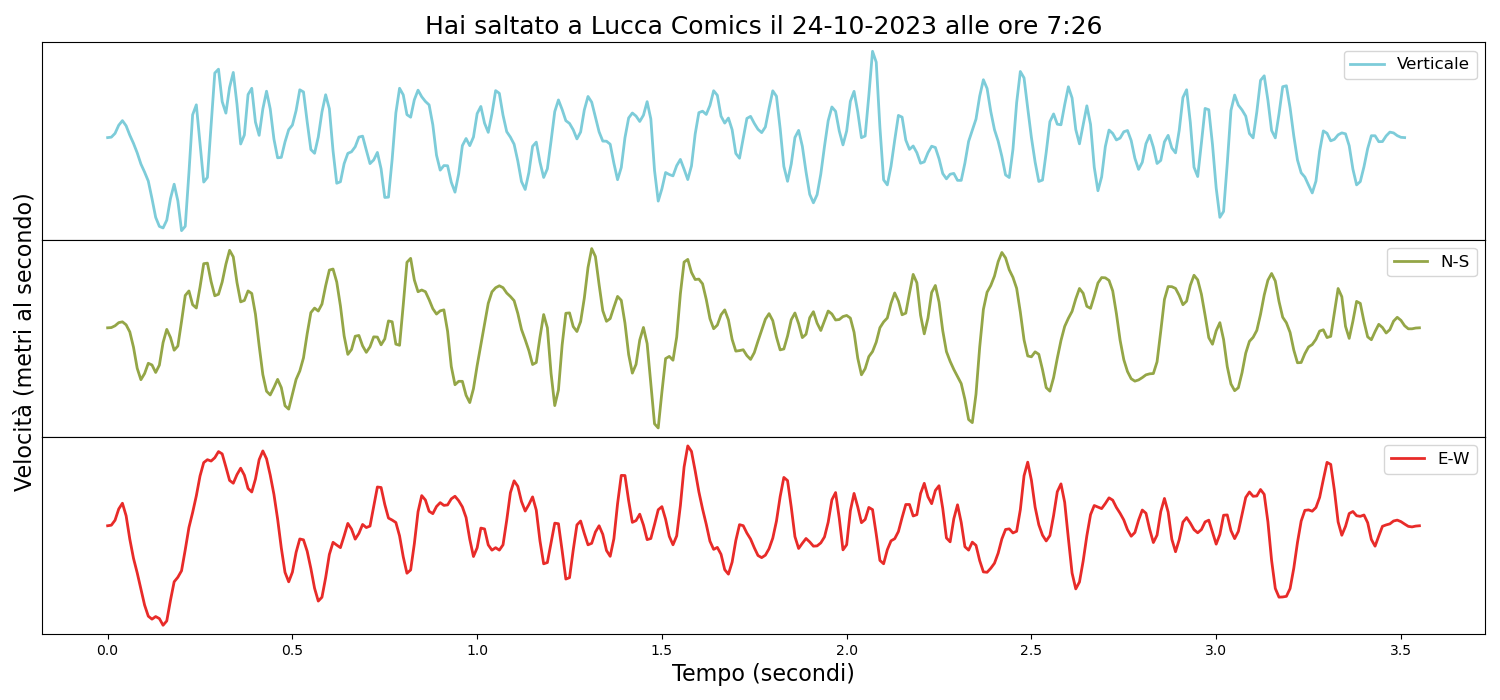 Hai saltato a Lucca Comics il 24-10-2023 alle ore 7:26
Verticale
N-S
E-W
Velocità (metri al secondo)
0.0 0.5 1.0 1.5 2.0 2.5 3.0 3.5
Tempo (secondi)